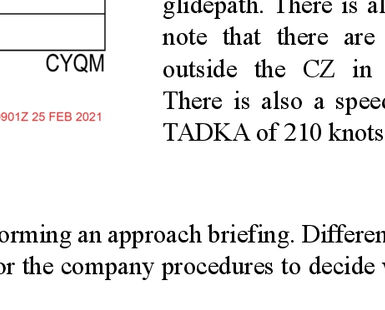 CYQM
0901Z 25 FEB 2021
glidepath. There is al
note that there are
outside the CZ in
There is also a speed
TADKA of 210 knots
orming an approach briefing. Differen
or the company procedures to decide